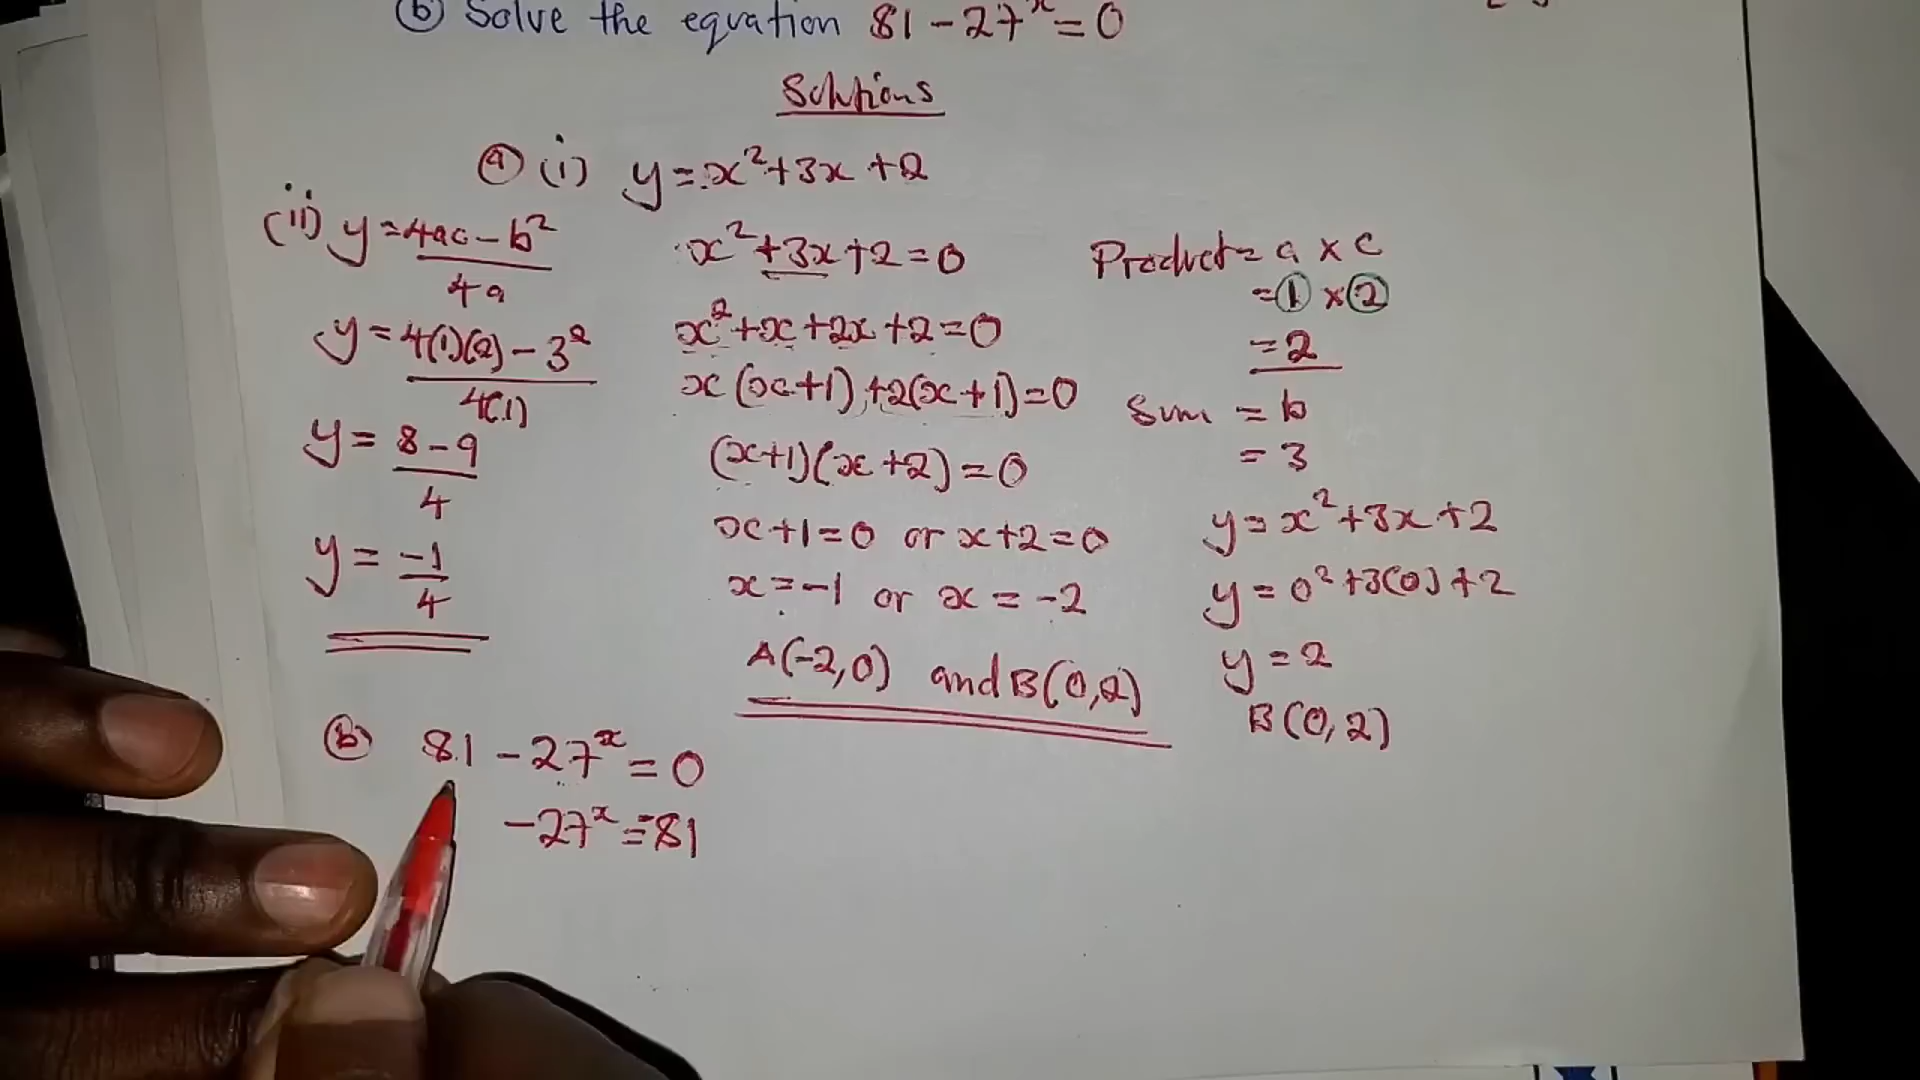 (b) Solve the equation 81 - 27^x = 0
Solutions
(a) (i) y = x² + 3x + 2
x² + 3x + 2 = 0
x² + x + 2x + 2 = 0
x(x+1) + 2(x+1) = 0
(x+1)(x+2) = 0
x+1 = 0 or x+2 = 0
x = -1 or x = -2
A(-2,0) and B(0,2)
Product = a × c
= 1 × 2
= 2
Sum = b
= 3
y = x² + 3x + 2
y = 0² + 3(0) + 2
y = 2
B(0,2)
(ii) y = 4ac - b²
4a
y = 4(1)(2) - 3²
4(1)
y = 8 - 9
4
y = -1
4
(b) 81 - 27^x = 0
-27^x = -81